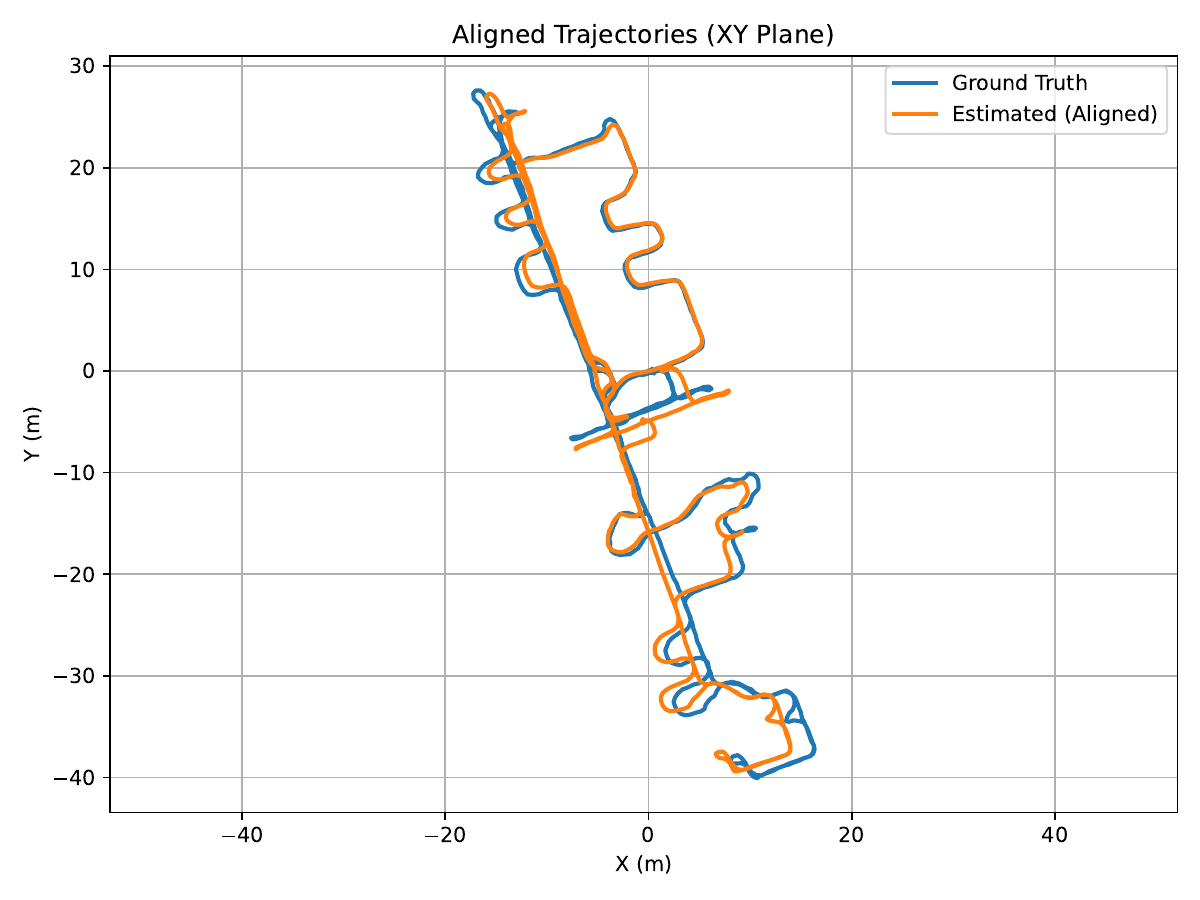 Aligned Trajectories (XY Plane)
Ground Truth
Estimated (Aligned)
30
20
10
0
−10
−20
−30
−40
Y (m)
−40
−20
0
20
40
X (m)